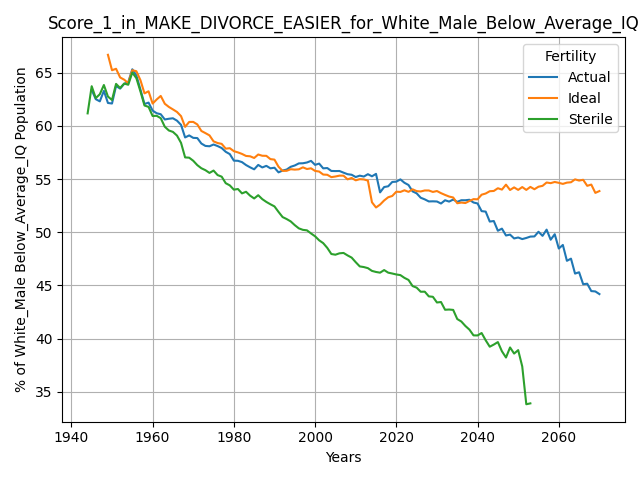 Score_1_in_MAKE_DIVORCE_EASIER_for_White_Male_Below_Average_IQ
% of White_Male Below_Average_IQ Population
65
60
55
50
45
40
35
1940
1960
1980
2000
2020
2040
2060
Years
Fertility
Actual
Ideal
Sterile